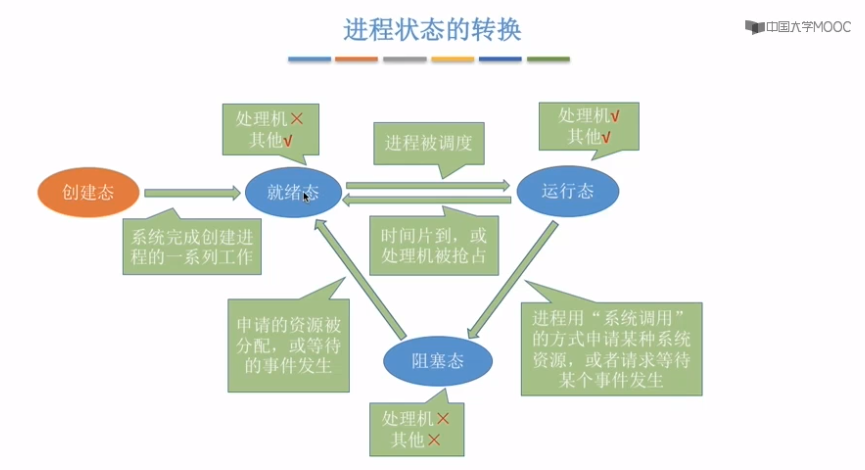 进程状态的转换
中国大学MOOC
处理机×
其他√
进程被调度
处理机√
其他√
创建态
就绪态
运行态
系统完成创建进
程的一系列工作
时间片到，或
处理机被抢占
申请的资源被
分配，或等待
的事件发生
进程用“系统调用”
的方式申请某种系统
资源，或者请求等待
某个事件发生
阻塞态
处理机×
其他×